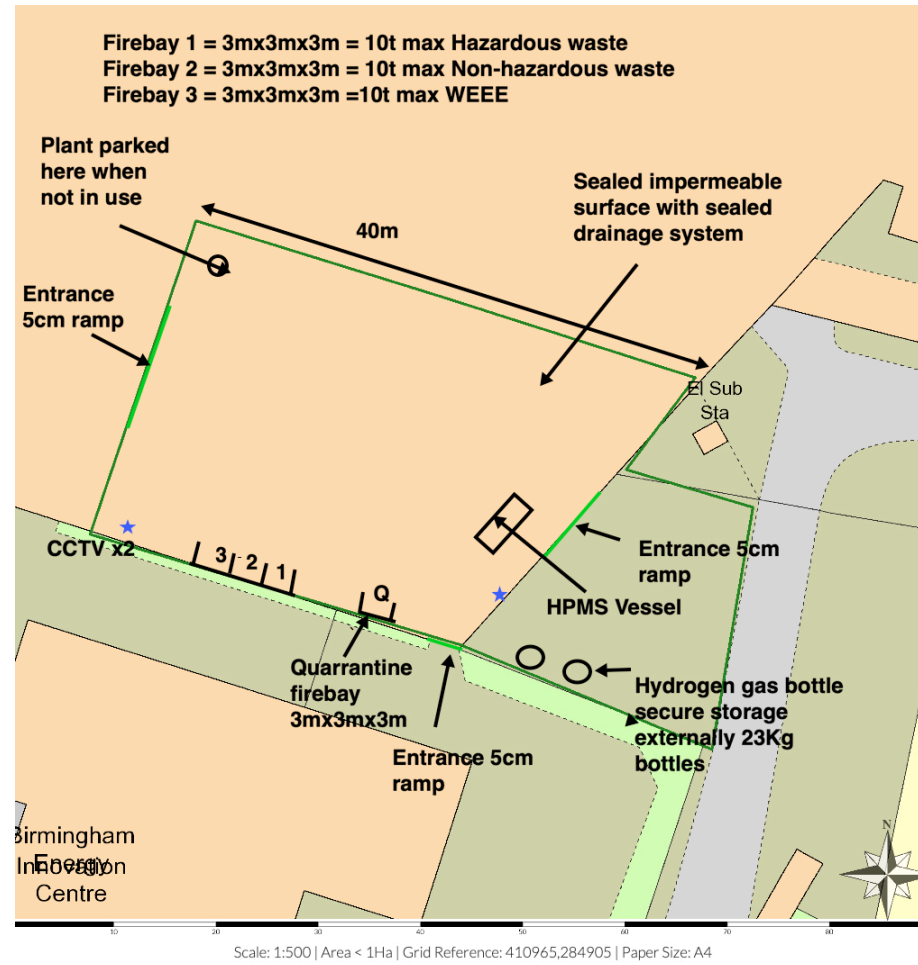 Firebay 1 = 3mx3mx3m = 10t max Hazardous waste
Firebay 2 = 3mx3mx3m = 10t max Non-hazardous waste
Firebay 3 = 3mx3mx3m =10t max WEEE
Plant parked
here when
not in use
Sealed impermeable
surface with sealed
drainage system
40m
Entrance
5cm ramp
El Sub
Sta
CCTV x2
3
2
1
Q
Entrance 5cm
ramp
HPMS Vessel
Quarrantine
firebay
3mx3mx3m
Hydrogen gas bottle
secure storage
externally 23Kg
bottles
Entrance 5cm
ramp
Birmingham
Energy
Innovation
Centre
N
10 20 30 40 50 60 70 80
Scale: 1:500 | Area < 1Ha | Grid Reference: 410965,284905 | Paper Size: A4